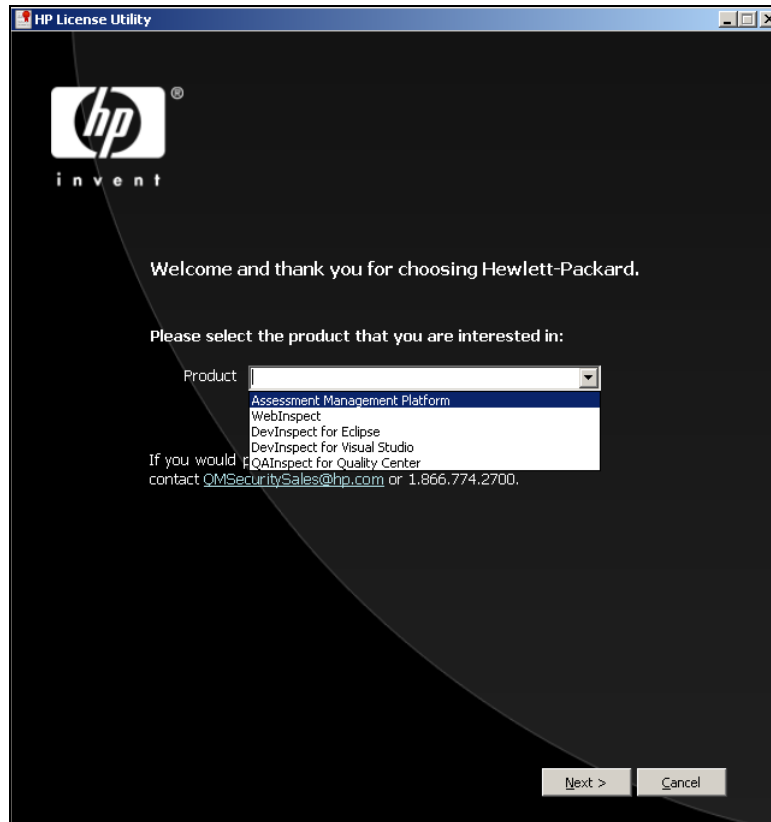 HP License Utility
hp
®
invent
Welcome and thank you for choosing Hewlett-Packard.
Please select the product that you are interested in:
Product
Assessment Management Platform
WebInspect
DevInspect for Eclipse
DevInspect for Visual Studio
QAInspect for Quality Center
If you would
contact QMSecuritySales@hp.com or 1.866.774.2700.
Next >
Cancel